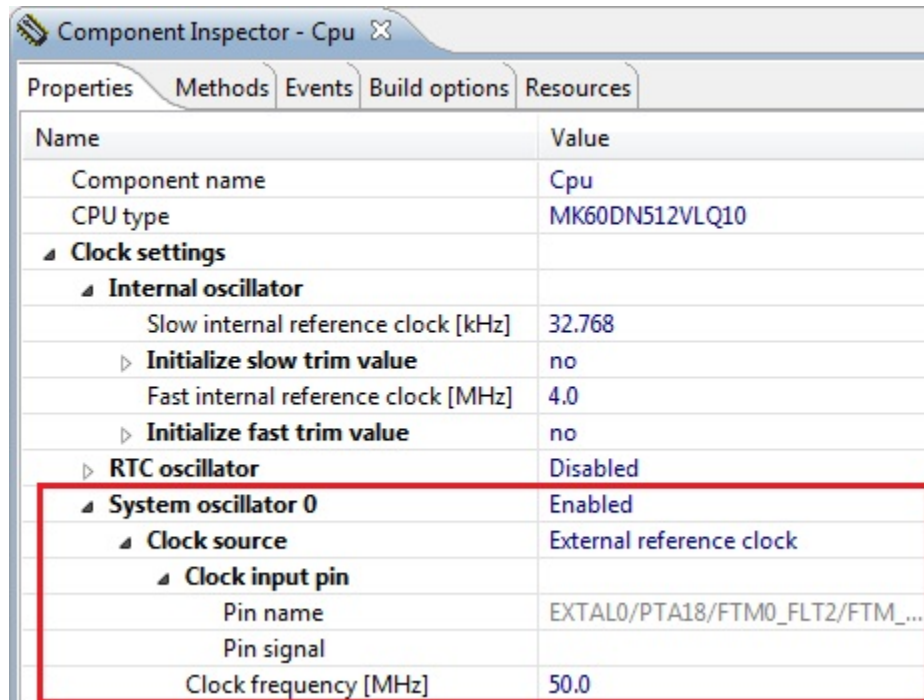 Component Inspector - Cpu
Properties Methods Events Build options Resources
Name Value
Component name Cpu
CPU type MK60DN512VLQ10
Clock settings
Internal oscillator
Slow internal reference clock [kHz] 32.768
Initialize slow trim value no
Fast internal reference clock [MHz] 4.0
Initialize fast trim value no
RTC oscillator Disabled
System oscillator 0 Enabled
Clock source External reference clock
Clock input pin
Pin name EXTAL0/PTA18/FTM0_FLT2/FTM_...
Pin signal
Clock frequency [MHz] 50.0